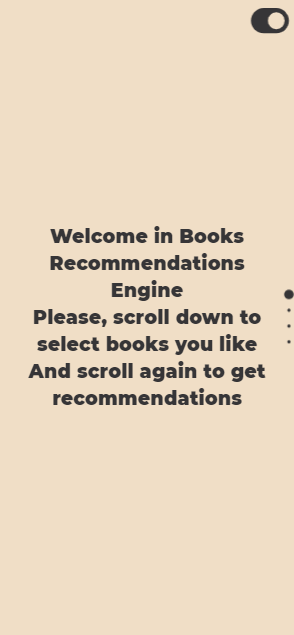 Welcome in Books
Recommendations
Engine
Please, scroll down to
select books you like
And scroll again to get
recommendations